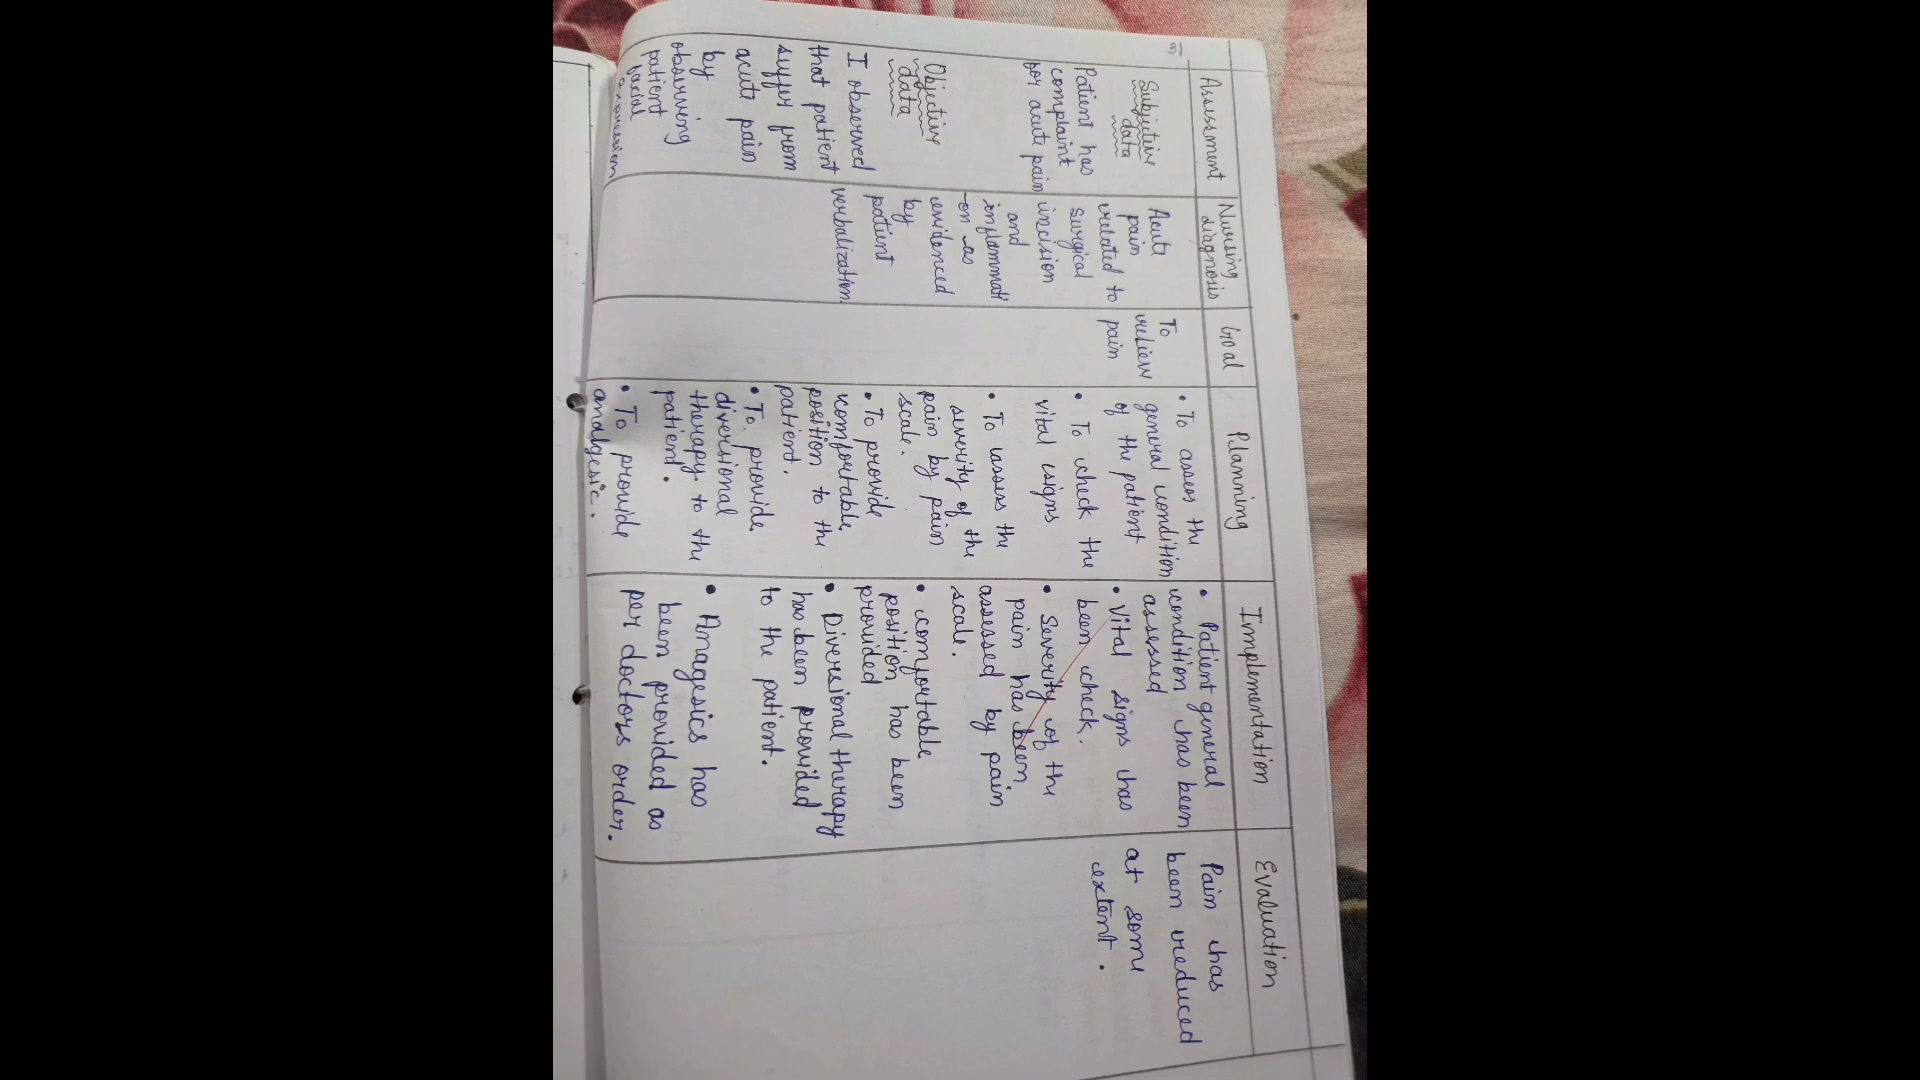 31
Assessment
Subjective
data
Patient has
complaint
for acute pain
Objective
data
I observed
that patient
suffer from
acute pain
by
observing
patient
facial
expression
Nursing
diagnosis
Acute
pain
related to
surgical
incision
and
inflammati
-on as
evidenced
by
patient
verbalization.
Goal
To
relieve
pain
Planning
• To assess the
general condition
of the patient
• To check the
vital signs
• To assess the
severity of the
pain by pain
scale.
• To provide
comfortable
position to the
patient.
• To provide
diversional
therapy to the
patient.
• To provide
analgesic.
Implementation
• Patient general
condition has been
assessed
• Vital signs has
been check.
• Severity of the
pain has been
assessed by pain
scale.
• comfortable
position has been
provided
• Diversional therapy
has been provided
to the patient.
• Anagesics has
been provided as
per doctors order.
Evaluation
Pain has
been reduced
at some
extent.